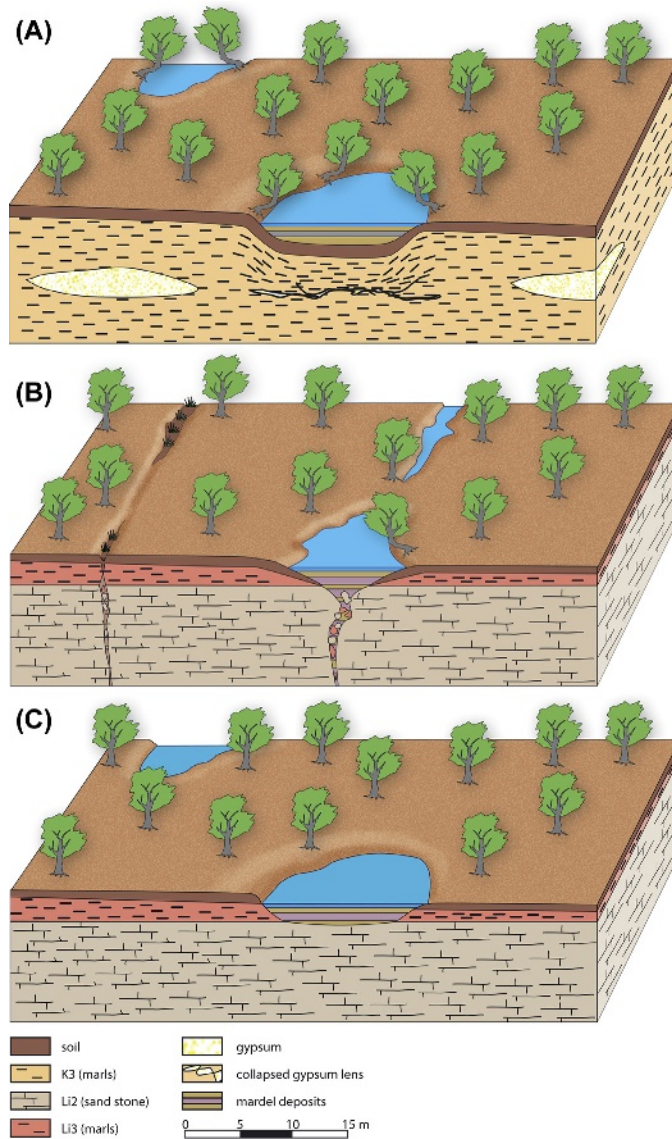 (A)
(B)
(C)
soil
K3 (marls)
Li2 (sand stone)
Li3 (marls)
gypsum
collapsed gypsum lens
mardel deposits
0 5 10 15 m